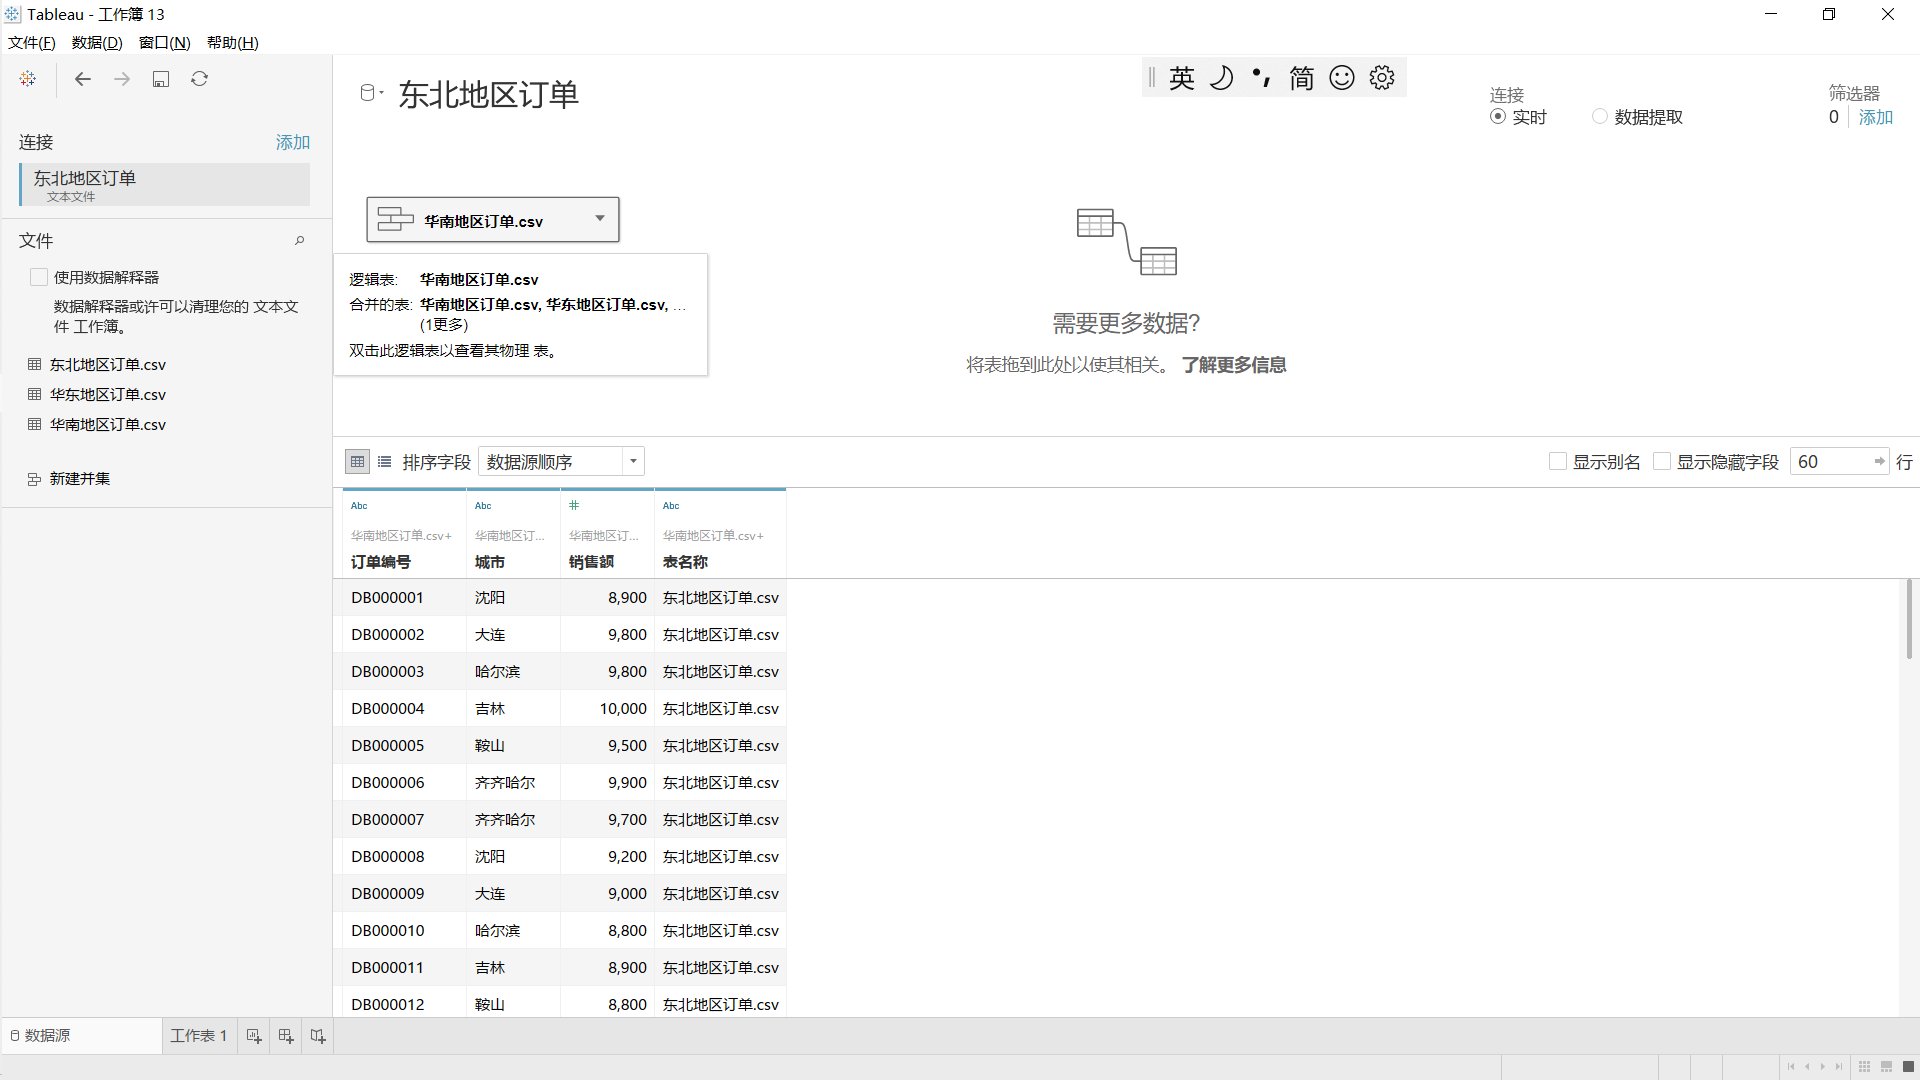 Tableau - 工作簿 13
文件(F) 数据(D) 窗口(N) 帮助(H)
东北地区订单
英 简
连接
实时 数据提取
筛选器
0 添加
连接 添加
东北地区订单
文本文件
文件
使用数据解释器
数据解释器或许可以清理您的 文本文
件 工作簿。
东北地区订单.csv
华东地区订单.csv
华南地区订单.csv
新建并集
华南地区订单.csv
逻辑表: 华南地区订单.csv
合并的表: 华南地区订单.csv, 华东地区订单.csv, ...
(1更多)
双击此逻辑表以查看其物理 表。
需要更多数据?
将表拖到此处以使其相关。 了解更多信息
排序字段 数据源顺序 显示别名 显示隐藏字段 60 行
Abc Abc # Abc
华南地区订单.csv+ 华南地区订... 华南地区订... 华南地区订单.csv+
订单编号 城市 销售额 表名称
DB000001 沈阳 8,900 东北地区订单.csv
DB000002 大连 9,800 东北地区订单.csv
DB000003 哈尔滨 9,800 东北地区订单.csv
DB000004 吉林 10,000 东北地区订单.csv
DB000005 鞍山 9,500 东北地区订单.csv
DB000006 齐齐哈尔 9,900 东北地区订单.csv
DB000007 齐齐哈尔 9,700 东北地区订单.csv
DB000008 沈阳 9,200 东北地区订单.csv
DB000009 大连 9,000 东北地区订单.csv
DB000010 哈尔滨 8,800 东北地区订单.csv
DB000011 吉林 8,900 东北地区订单.csv
DB000012 鞍山 8,800 东北地区订单.csv
数据源 工作表 1